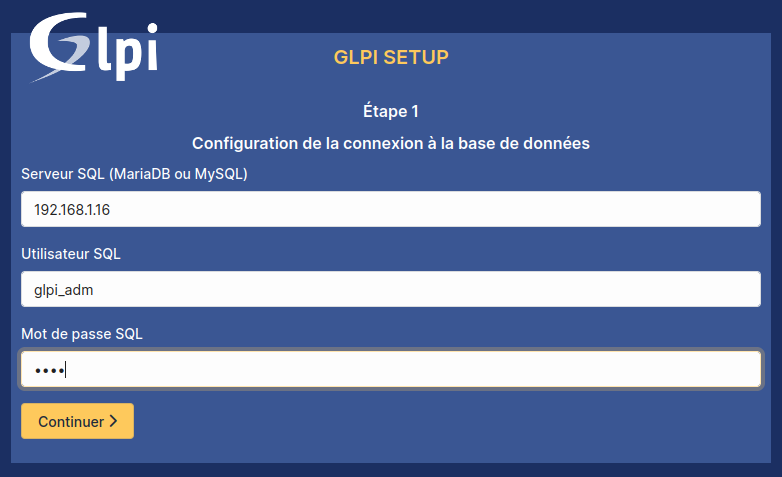 Glpi
GLPI SETUP
Étape 1
Configuration de la connexion à la base de données
Serveur SQL (MariaDB ou MySQL)
192.168.1.16
Utilisateur SQL
glpi_adm
Mot de passe SQL
••••
Continuer